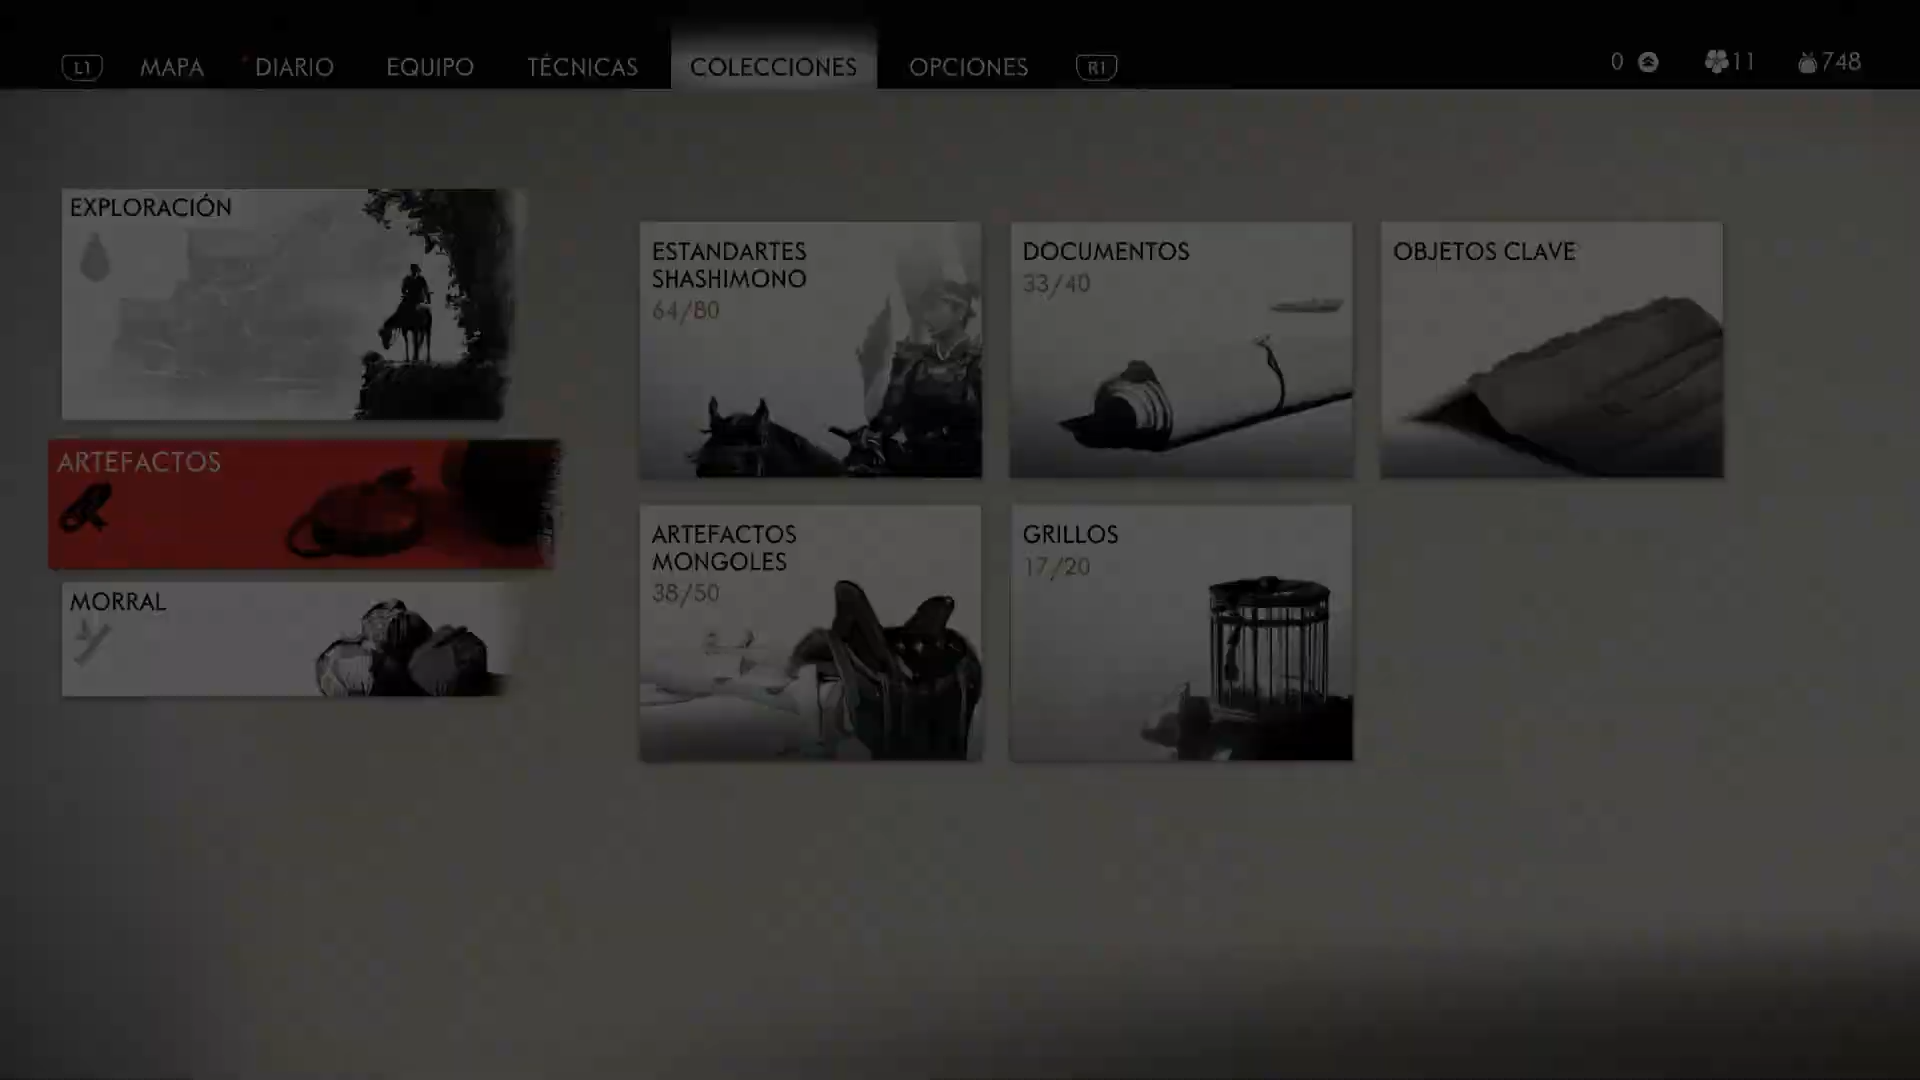 L1 MAPA DIARIO EQUIPO TÉCNICAS COLECCIONES OPCIONES R1 0 11 748
EXPLORACIÓN
ARTEFACTOS
MORRAL
ESTANDARTES
SHASHIMONO
64/80
DOCUMENTOS
33/40
OBJETOS CLAVE
ARTEFACTOS
MONGOLES
38/50
GRILLOS
17/20